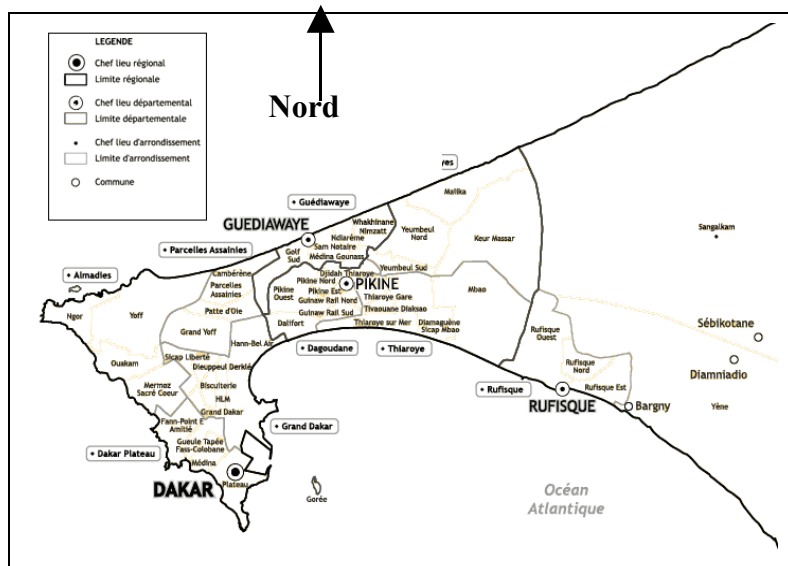 LEGENDE
Chef lieu régional
Limite régionale
Chef lieu départemental
Limite départementale
Chef lieu d'arrondissement
Limite d'arrondissement
Commune
Nord
yes
Malika
• Guédiawaye
GUEDIAWAYE
Whakhinane
Nimzatt
Ndiarème
Sam Notaire
Golf
Sud
Médina Gounass
Yeumbeul
Nord
Keur Massar
Sangalkam
• Parcelles Assainies
Yeumbeul Sud
• Almadies
Cambérène
Parcelles
Assainies
Djidah Thiaroye
Pikine Nord
PIKINE
Pikine
Ouest
Pikine Est
Guinaw Rail Nord
Thiaroye Gare
Mbao
Ngor
Yoff
Patte d'Oie
Guinaw Rail Sud
Tivaouane Diaksao
Dalifort
Thiaroye sur Mer
Diamaguène
Sicap Mbao
Grand Yoff
Hann-Bel Air
Rufisque
Ouest
Sébikotane
• Dagoudane
• Thiaroye
Ouakam
Sicap Liberté
Dieuppeul Derklé
Rufisque
Nord
Diamniadio
Mermoz
Sacré Coeur
Biscuiterie
HLM
Grand Dakar
• Rufisque
Rufisque Est
RUFISQUE
Bargny
Yène
Fann-Point E
Amitié
• Grand Dakar
• Dakar Plateau
Gueule Tapée
Fass-Colobane
Médina
DAKAR
Plateau
Gorée
Océan
Atlantique